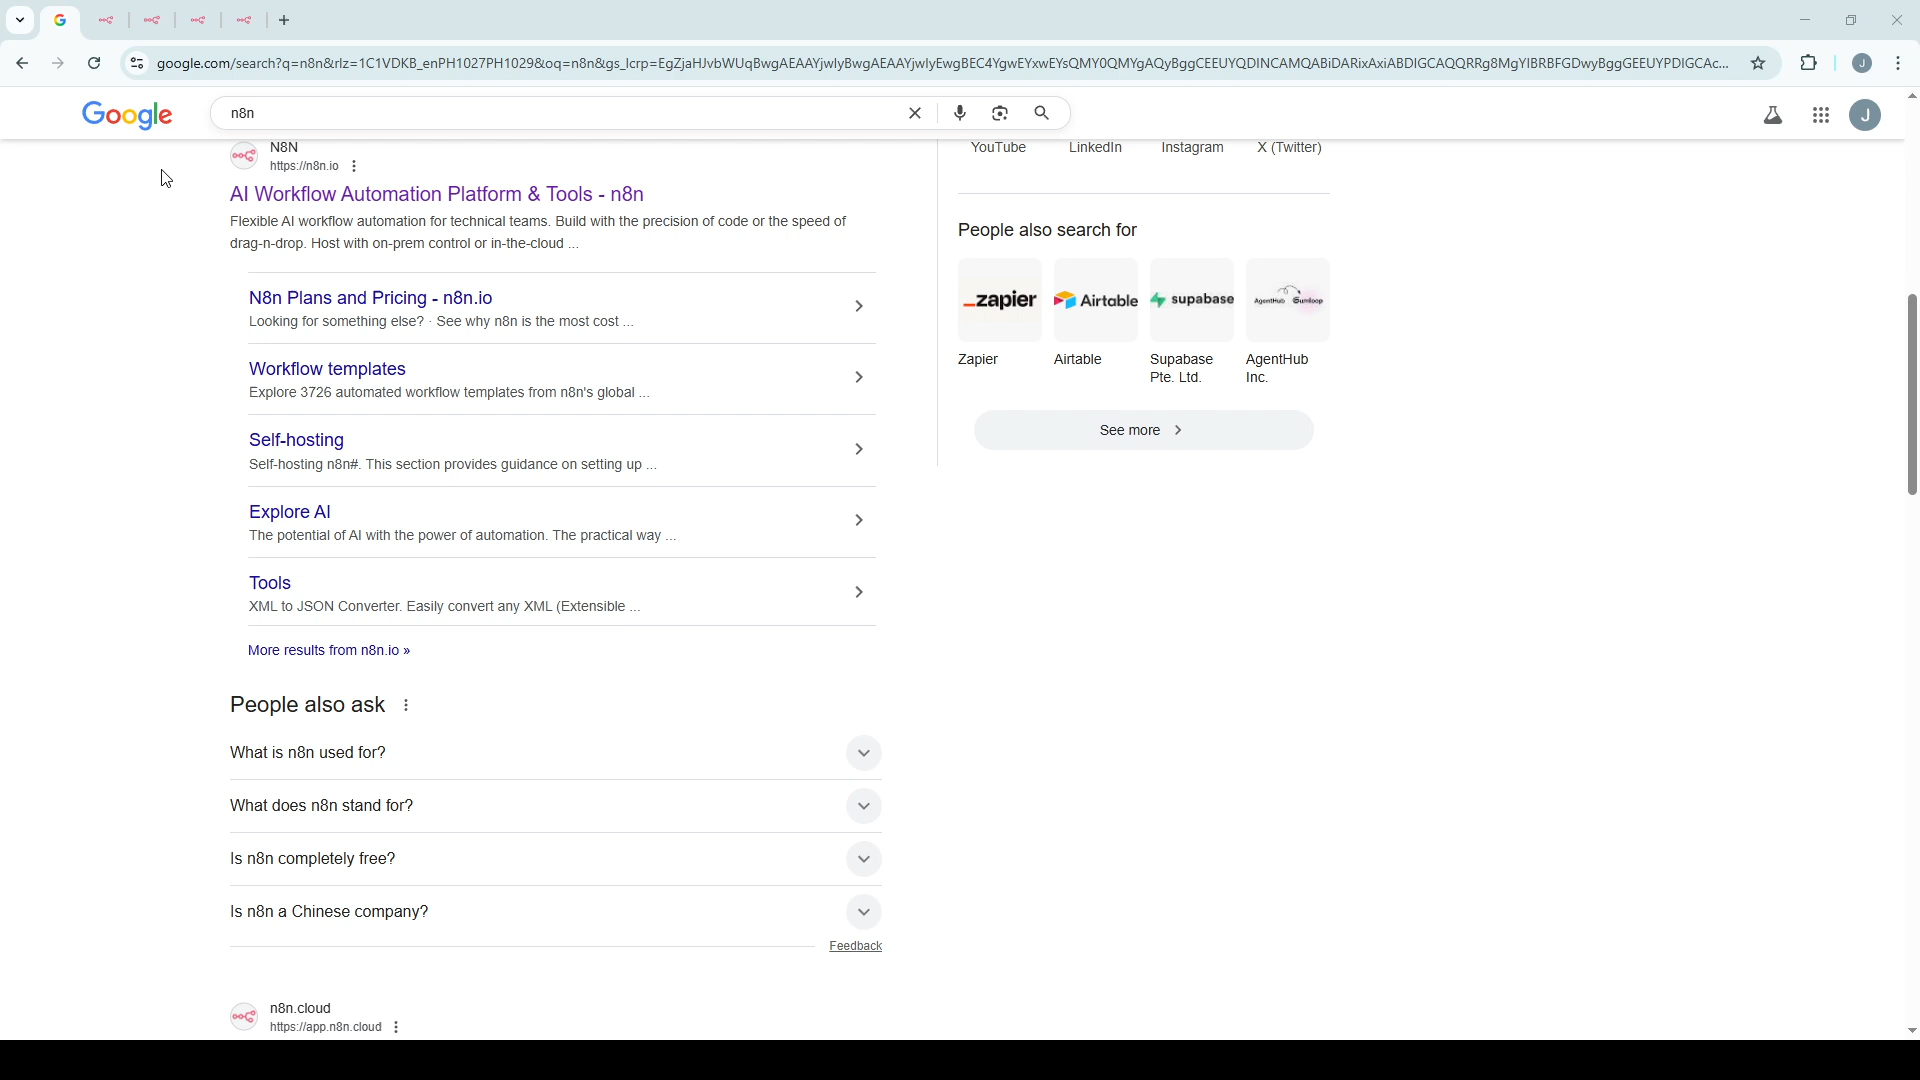 google.com/search?q=n8n&rlz=1C1VDKB_enPH1027PH1029&oq=n8n&gs_lcrp=EgZjaHJvbWUqBwgAEAAYjwIyBwgAEAAYjwIyEwgBEC4YgwEYxwEYsQMY0QMYgAQyBggCEEUYQDINCAMQABiDARixAxiABDIGCAQQRRg8MgYIBRBFGDwyBggGEEUYPDIGCAc...
J
Google
n8n
J
N8N
https://n8n.io
AI Workflow Automation Platform & Tools - n8n
Flexible AI workflow automation for technical teams. Build with the precision of code or the speed of
drag-n-drop. Host with on-prem control or in-the-cloud ...
N8n Plans and Pricing - n8n.io
Looking for something else? · See why n8n is the most cost ...
Workflow templates
Explore 3726 automated workflow templates from n8n's global ...
Self-hosting
Self-hosting n8n#. This section provides guidance on setting up ...
Explore AI
The potential of AI with the power of automation. The practical way ...
Tools
XML to JSON Converter. Easily convert any XML (Extensible ...
More results from n8n.io »
People also ask
What is n8n used for?
What does n8n stand for?
Is n8n completely free?
Is n8n a Chinese company?
Feedback
n8n.cloud
https://app.n8n.cloud
YouTube LinkedIn Instagram X (Twitter)
People also search for
_zapier Airtable supabase AgentHub Gumloop
Zapier Airtable Supabase AgentHub
Pte. Ltd. Inc.
See more